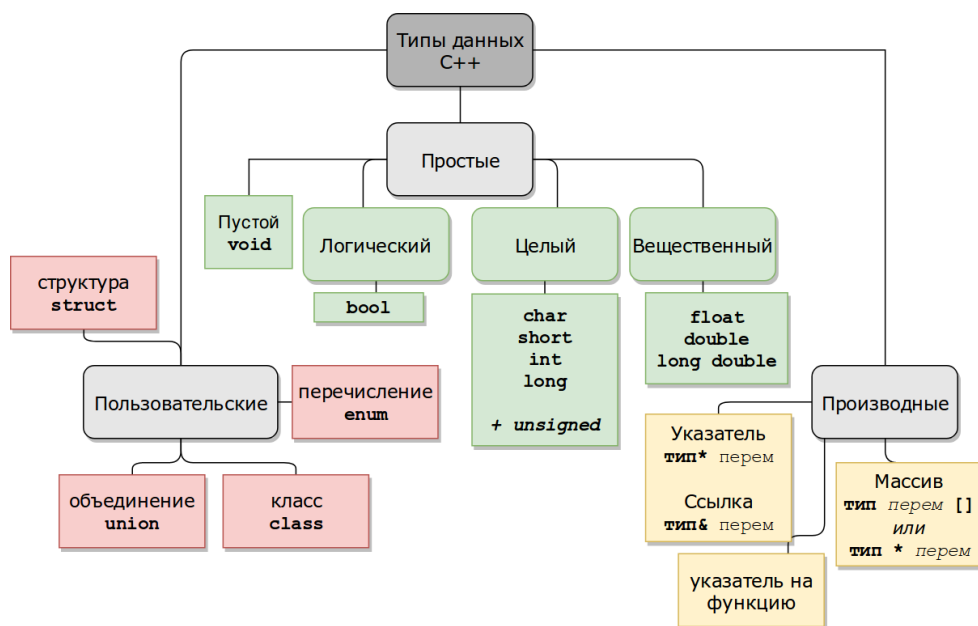 Типы данных
C++
Простые
Пустой
void
Логический
bool
Целый
char
short
int
long
+ unsigned
Вещественный
float
double
long double
структура
struct
Пользовательские
перечисление
enum
объединение
union
класс
class
Производные
Указатель
тип* перем
Ссылка
тип& перем
указатель на
функцию
Массив
тип перем []
или
тип * перем